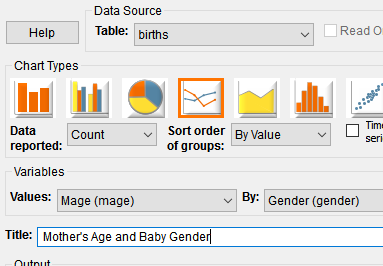 Data Source
Help
Table: births
Read O
Chart Types
Data reported: Count
Sort order of groups: By Value
Time serie
Variables
Values: Mage (mage)
By: Gender (gender)
Title: Mother's Age and Baby Gender
Output